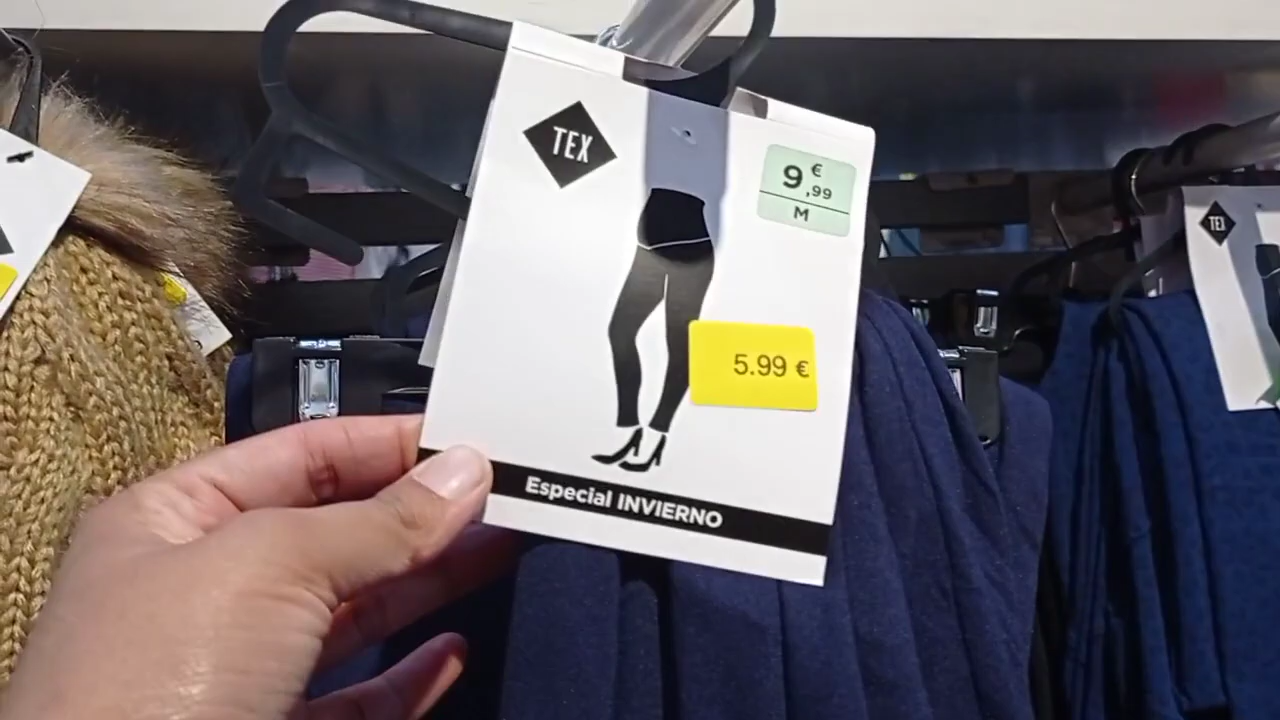 TEX
9,99 €
M
5.99 €
Especial INVIERNO
TEX